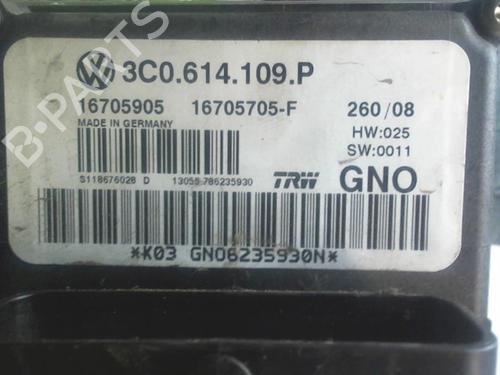 3C0.614.109.P
16705905 16705705-F 260/08
MADE IN GERMANY HW:025
SW:0011
S118676028 D 13055 786235930 TRW GNO
*K03 GNO6235930N*
B-PARTS